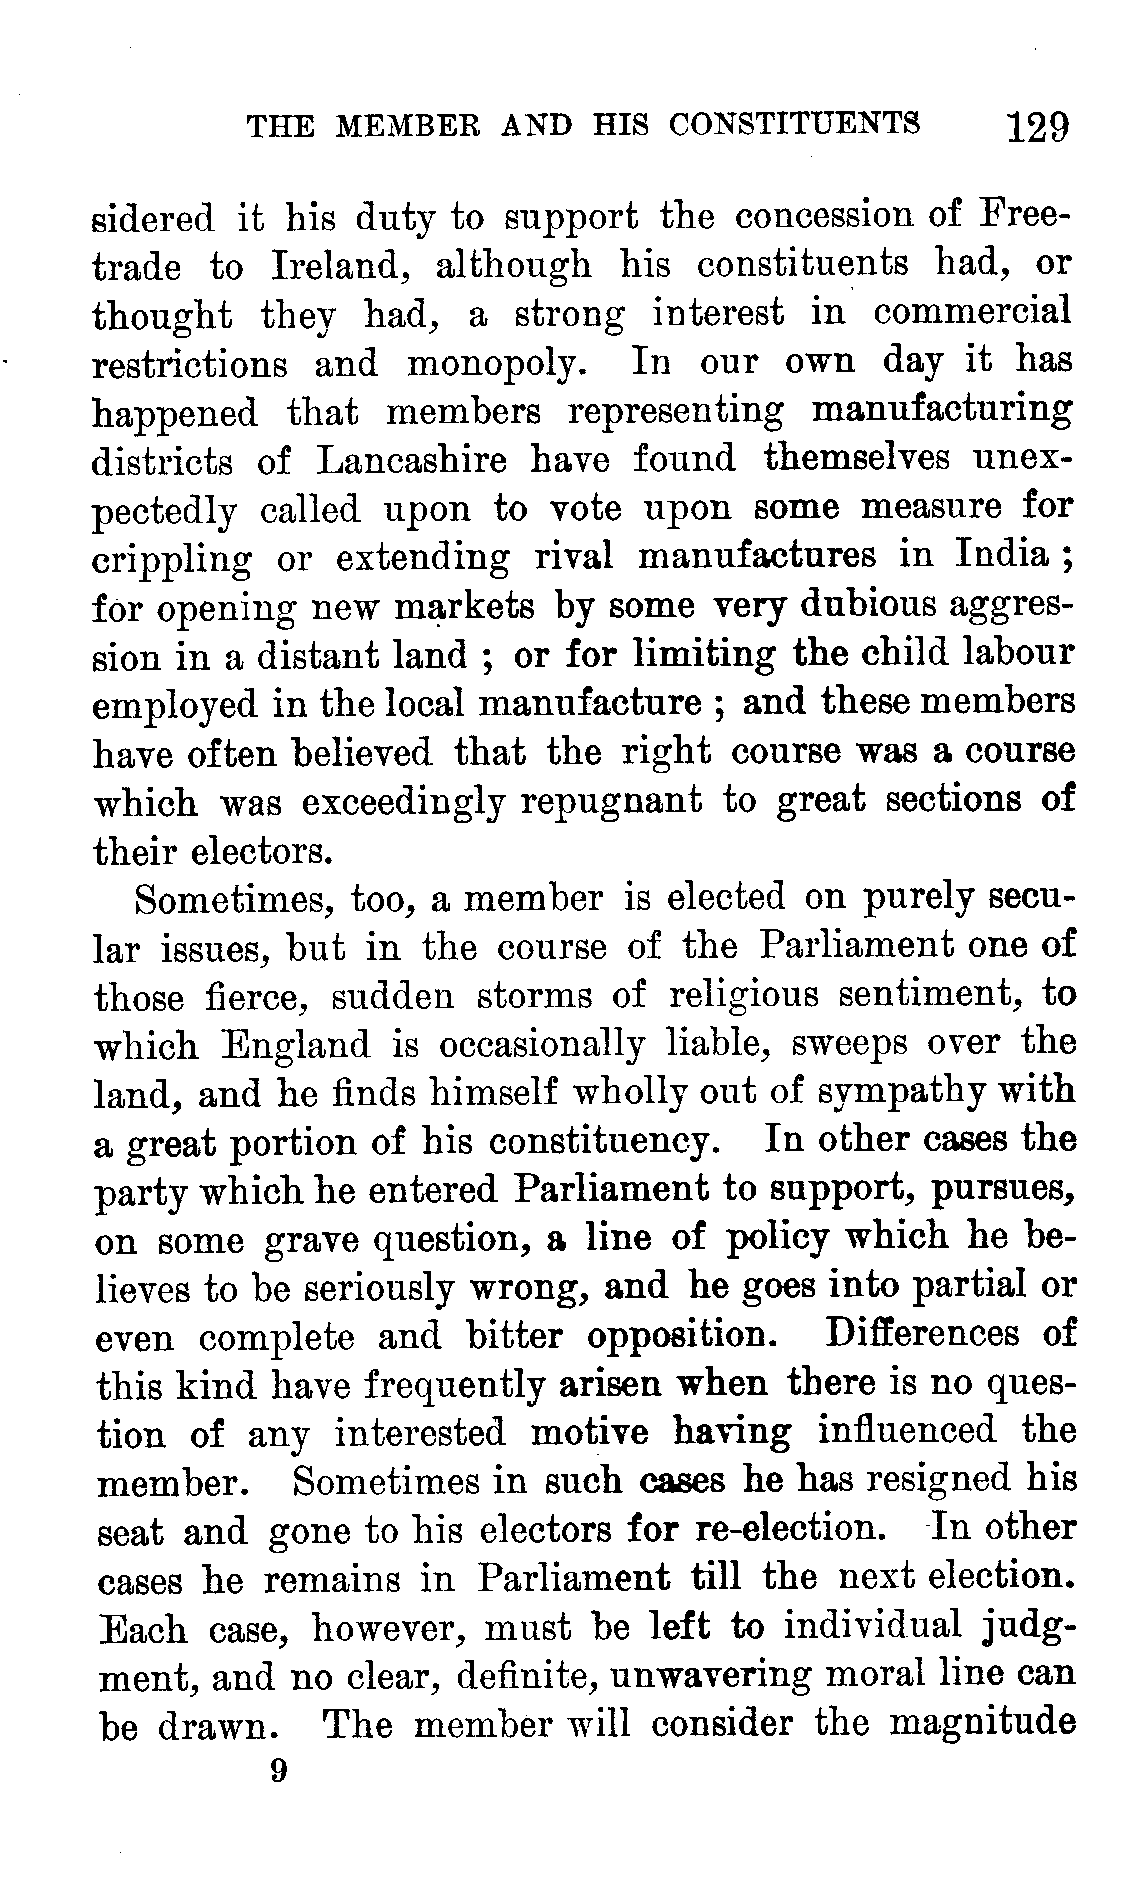 THE MEMBER AND HIS CONSTITUENTS 129
sidered it his duty to support the concession of Free-
trade to Ireland, although his constituents had, or
thought they had, a strong interest in commercial
restrictions and monopoly. In our own day it has
happened that members representing manufacturing
districts of Lancashire have found themselves unex-
pectedly called upon to vote upon some measure for
crippling or extending rival manufactures in India ;
for opening new markets by some very dubious aggres-
sion in a distant land ; or for limiting the child labour
employed in the local manufacture ; and these members
have often believed that the right course was a course
which was exceedingly repugnant to great sections of
their electors.
Sometimes, too, a member is elected on purely secu-
lar issues, but in the course of the Parliament one of
those fierce, sudden storms of religious sentiment, to
which England is occasionally liable, sweeps over the
land, and he finds himself wholly out of sympathy with
a great portion of his constituency. In other cases the
party which he entered Parliament to support, pursues,
on some grave question, a line of policy which he be-
lieves to be seriously wrong, and he goes into partial or
even complete and bitter opposition. Differences of
this kind have frequently arisen when there is no ques-
tion of any interested motive having influenced the
member. Sometimes in such cases he has resigned his
seat and gone to his electors for re-election. In other
cases he remains in Parliament till the next election.
Each case, however, must be left to individual judg-
ment, and no clear, definite, unwavering moral line can
be drawn. The member will consider the magnitude
9